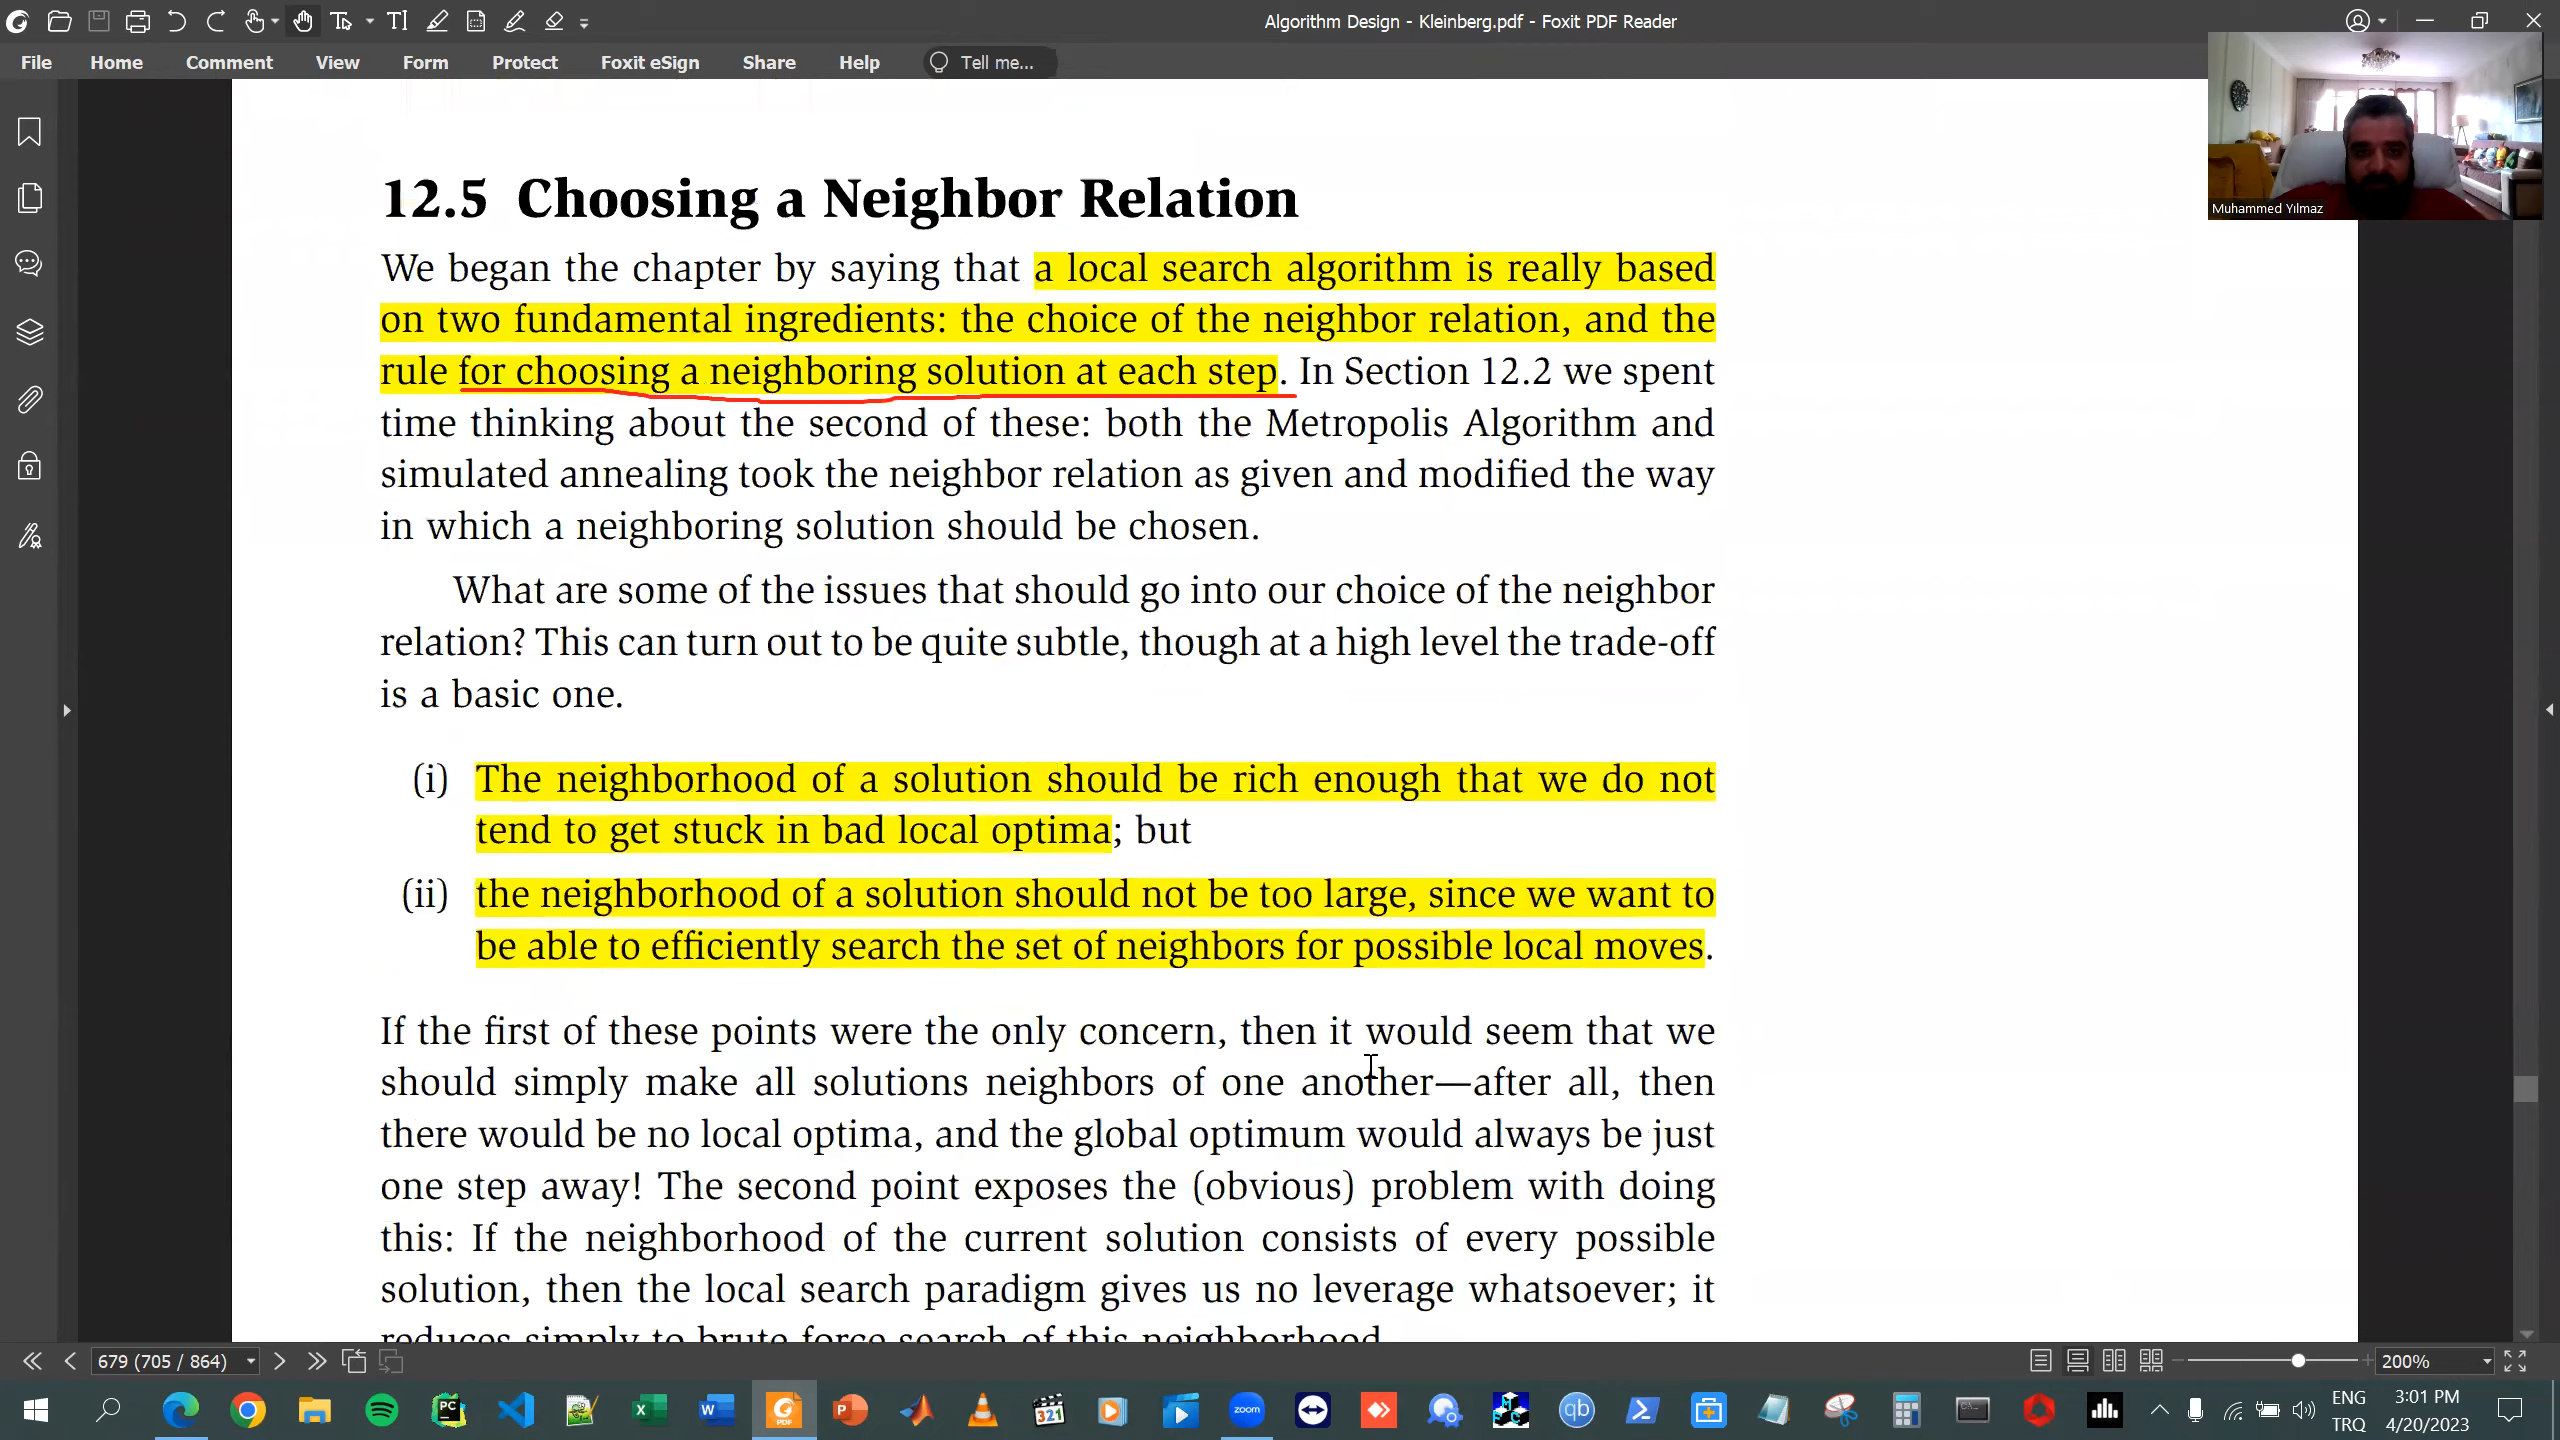 Algorithm Design - Kleinberg.pdf - Foxit PDF Reader
File Home Comment View Form Protect Foxit eSign Share Help Tell me...
Muhammed Yılmaz
12.5 Choosing a Neighbor Relation
We began the chapter by saying that a local search algorithm is really based
on two fundamental ingredients: the choice of the neighbor relation, and the
rule for choosing a neighboring solution at each step. In Section 12.2 we spent
time thinking about the second of these: both the Metropolis Algorithm and
simulated annealing took the neighbor relation as given and modified the way
in which a neighboring solution should be chosen.
What are some of the issues that should go into our choice of the neighbor
relation? This can turn out to be quite subtle, though at a high level the trade-off
is a basic one.
(i) The neighborhood of a solution should be rich enough that we do not
tend to get stuck in bad local optima; but
(ii) the neighborhood of a solution should not be too large, since we want to
be able to efficiently search the set of neighbors for possible local moves.
If the first of these points were the only concern, then it would seem that we
should simply make all solutions neighbors of one another—after all, then
there would be no local optima, and the global optimum would always be just
one step away! The second point exposes the (obvious) problem with doing
this: If the neighborhood of the current solution consists of every possible
solution, then the local search paradigm gives us no leverage whatsoever; it
reduces simply to brute force search of this neighborhood.
679 (705 / 864)
200%
PC
X
W
PDF
P
321
zoom
qb
ENG
TRQ
3:01 PM
4/20/2023